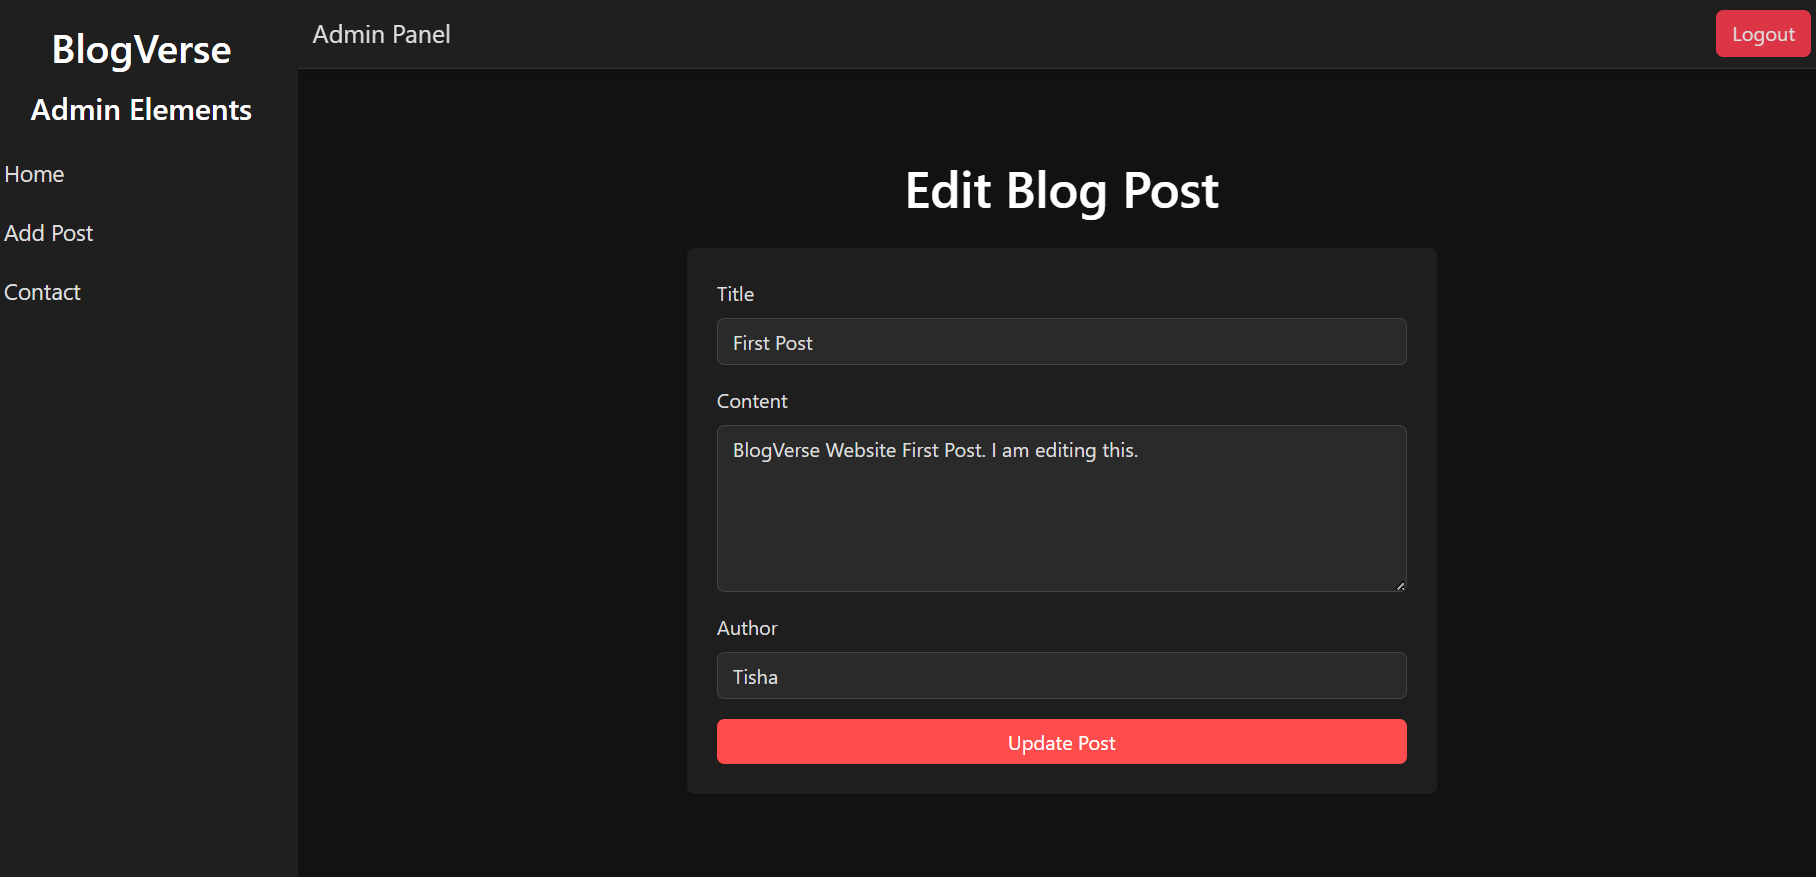 BlogVerse
Admin Elements
Home
Add Post
Contact
Admin Panel
Logout
Edit Blog Post
Title
First Post
Content
BlogVerse Website First Post. I am editing this.
Author
Tisha
Update Post